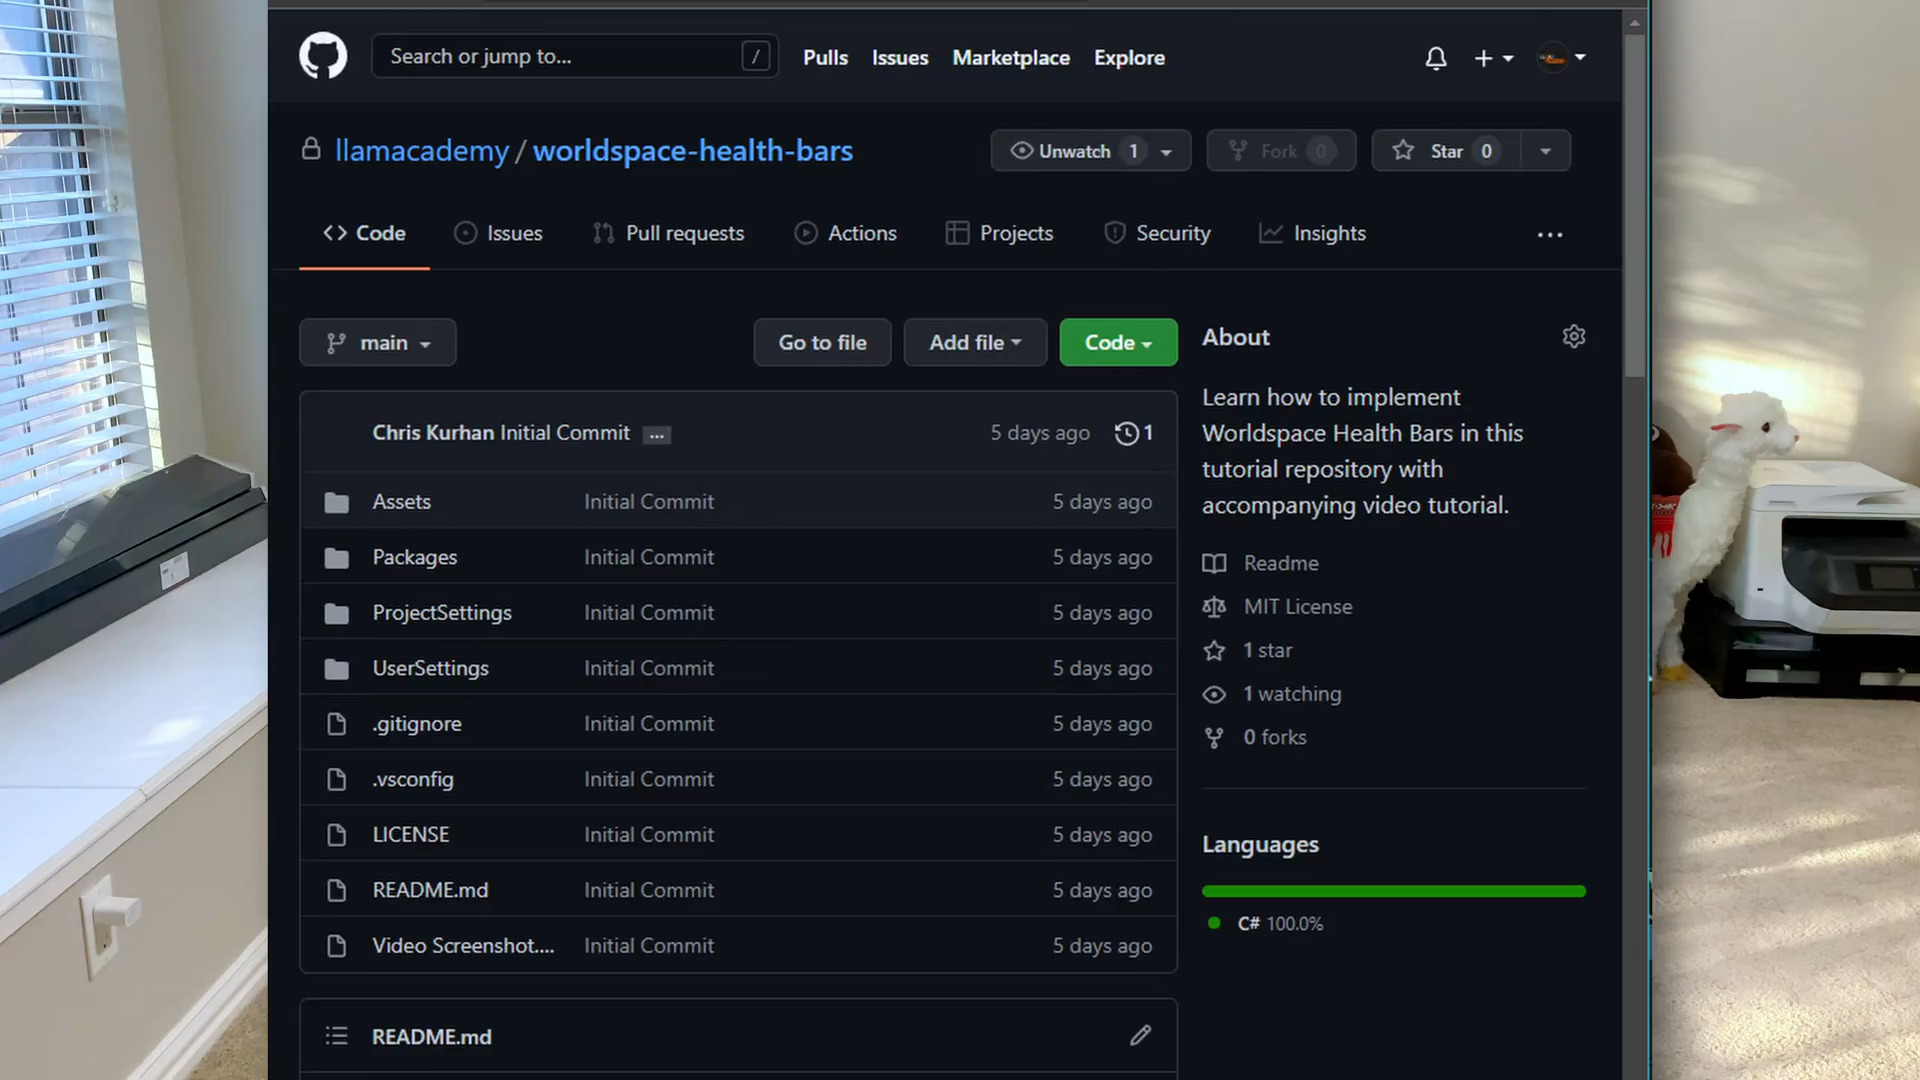 Search or jump to... /
Pulls
Issues
Marketplace
Explore
llamacademy / worldspace-health-bars
Unwatch 1
Fork 0
Star 0
Code
Issues
Pull requests
Actions
Projects
Security
Insights
main
Go to file
Add file
Code
Chris Kurhan Initial Commit ... 5 days ago 1
Assets Initial Commit 5 days ago
Packages Initial Commit 5 days ago
ProjectSettings Initial Commit 5 days ago
UserSettings Initial Commit 5 days ago
.gitignore Initial Commit 5 days ago
.vsconfig Initial Commit 5 days ago
LICENSE Initial Commit 5 days ago
README.md Initial Commit 5 days ago
Video Screenshot.... Initial Commit 5 days ago
README.md
About
Learn how to implement
Worldspace Health Bars in this
tutorial repository with
accompanying video tutorial.
Readme
MIT License
1 star
1 watching
0 forks
Languages
C# 100.0%